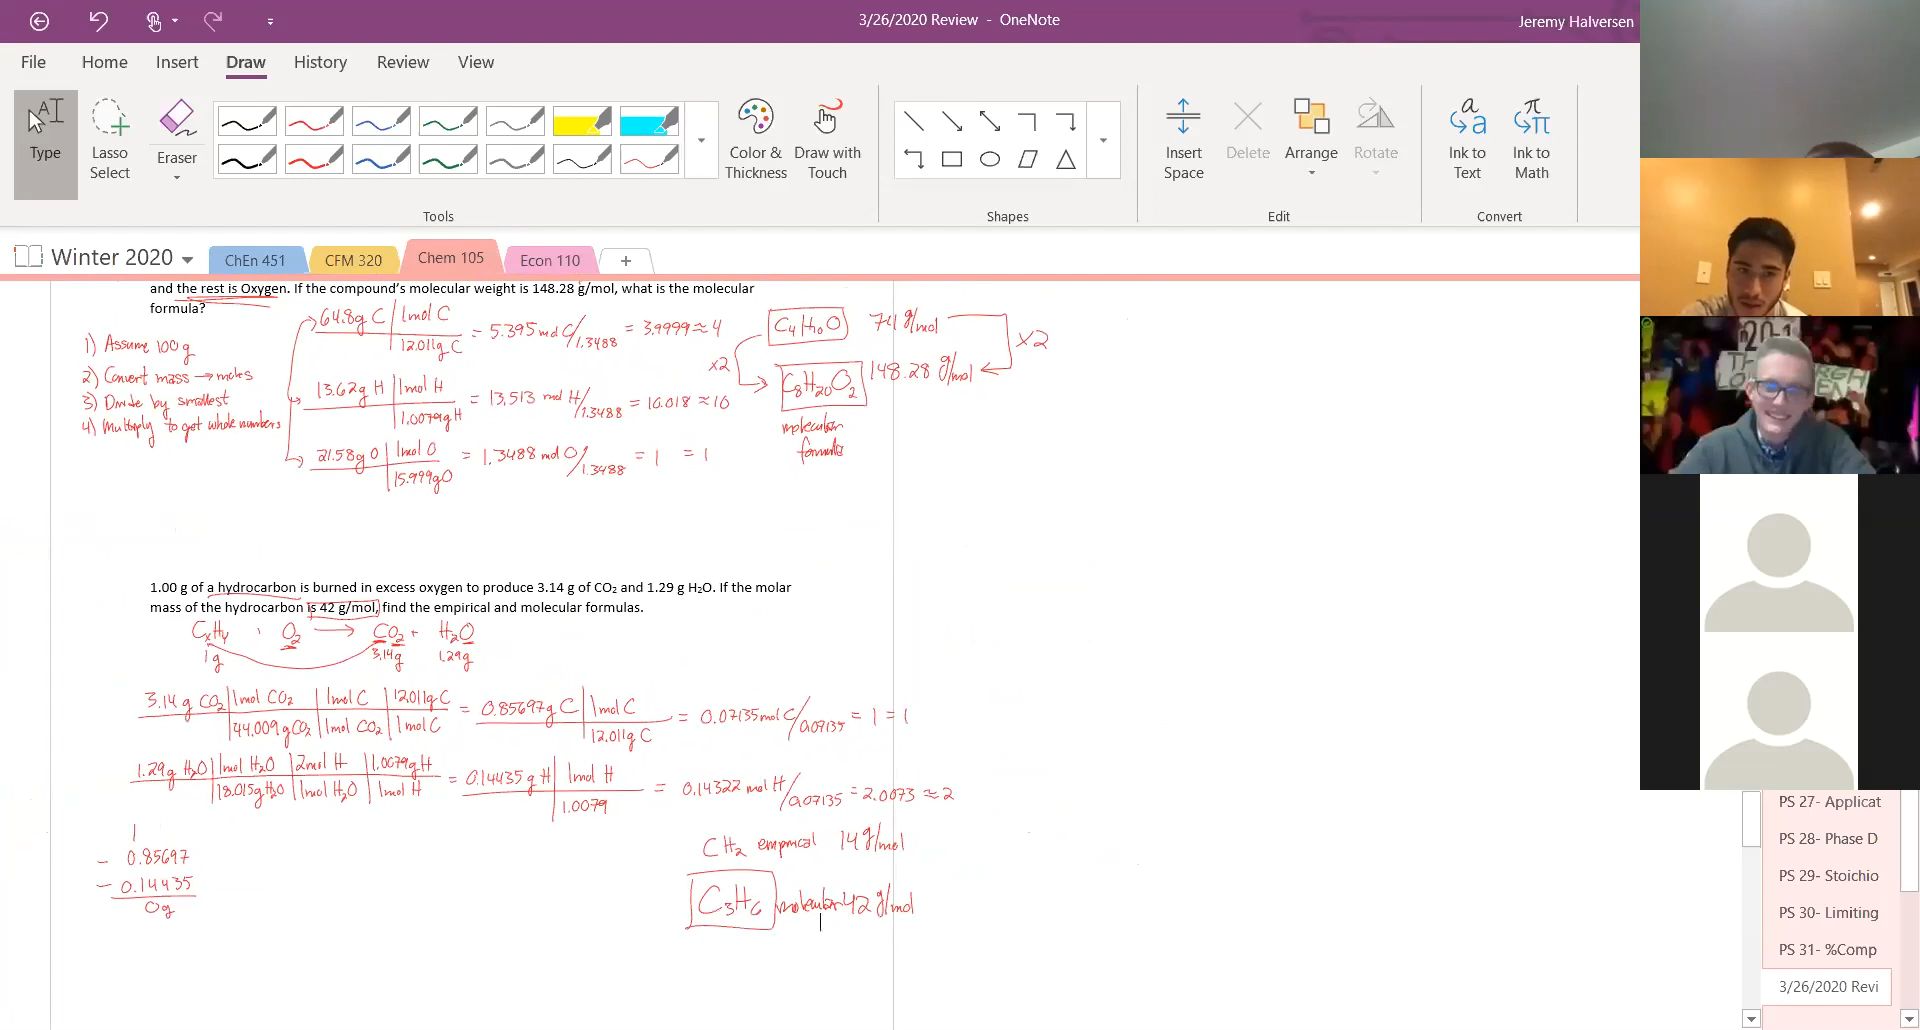 3/26/2020 Review - OneNote
Jeremy Halversen
File Home Insert Draw History Review View
Type
Lasso Select
Eraser
Color & Thickness
Draw with Touch
Insert Space
Delete
Arrange
Rotate
Ink to Text
Ink to Math
Tools
Shapes
Edit
Convert
Winter 2020
ChEn 451
CFM 320
Chem 105
Econ 110
+
and the rest is Oxygen. If the compound's molecular weight is 148.28 g/mol, what is the molecular
formula?
1) Assume 100g
2) Convert mass → moles
3) Divide by smallest
4) Multiply to get whole numbers
64.8g C | 1mol C / 12.011g C = 5.395 mol C/1.3488 = 3.9999 ≈ 4
13.62g H | 1mol H / 1.0079g H = 13.513 mol H/1.3488 = 10.018 ≈ 10
21.58g O | 1mol O / 15.999g O = 1.3488 mol O/1.3488 = 1 = 1
C4H10O 74.1 g/mol
×2
×2
C8H20O2 148.28 g/mol
molecular
formula
1.00 g of a hydrocarbon is burned in excess oxygen to produce 3.14 g of CO₂ and 1.29 g H₂O. If the molar
mass of the hydrocarbon is 42 g/mol, find the empirical and molecular formulas.
CxHy + O2 → CO2 + H2O
1g 3.14g 1.29g
3.14g CO2 | 1mol CO2 | 1mol C | 12.011g C / 44.009g CO2 | 1mol CO2 | 1mol C = 0.85697g C | 1mol C / 12.011g C = 0.07135 mol C/0.07135 = 1 = 1
1.29g H2O | 1mol H2O | 2mol H | 1.0079g H / 18.015g H2O | 1mol H2O | 1mol H = 0.14435g H | 1mol H / 1.0079 = 0.14322 mol H/0.07135 = 2.0073 ≈ 2
1
- 0.85697
- 0.14435
0g
CH2 empirical 14 g/mol
C3H6 molecular 42 g/mol
PS 27- Applicat
PS 28- Phase D
PS 29- Stoichio
PS 30- Limiting
PS 31- %Comp
3/26/2020 Revi